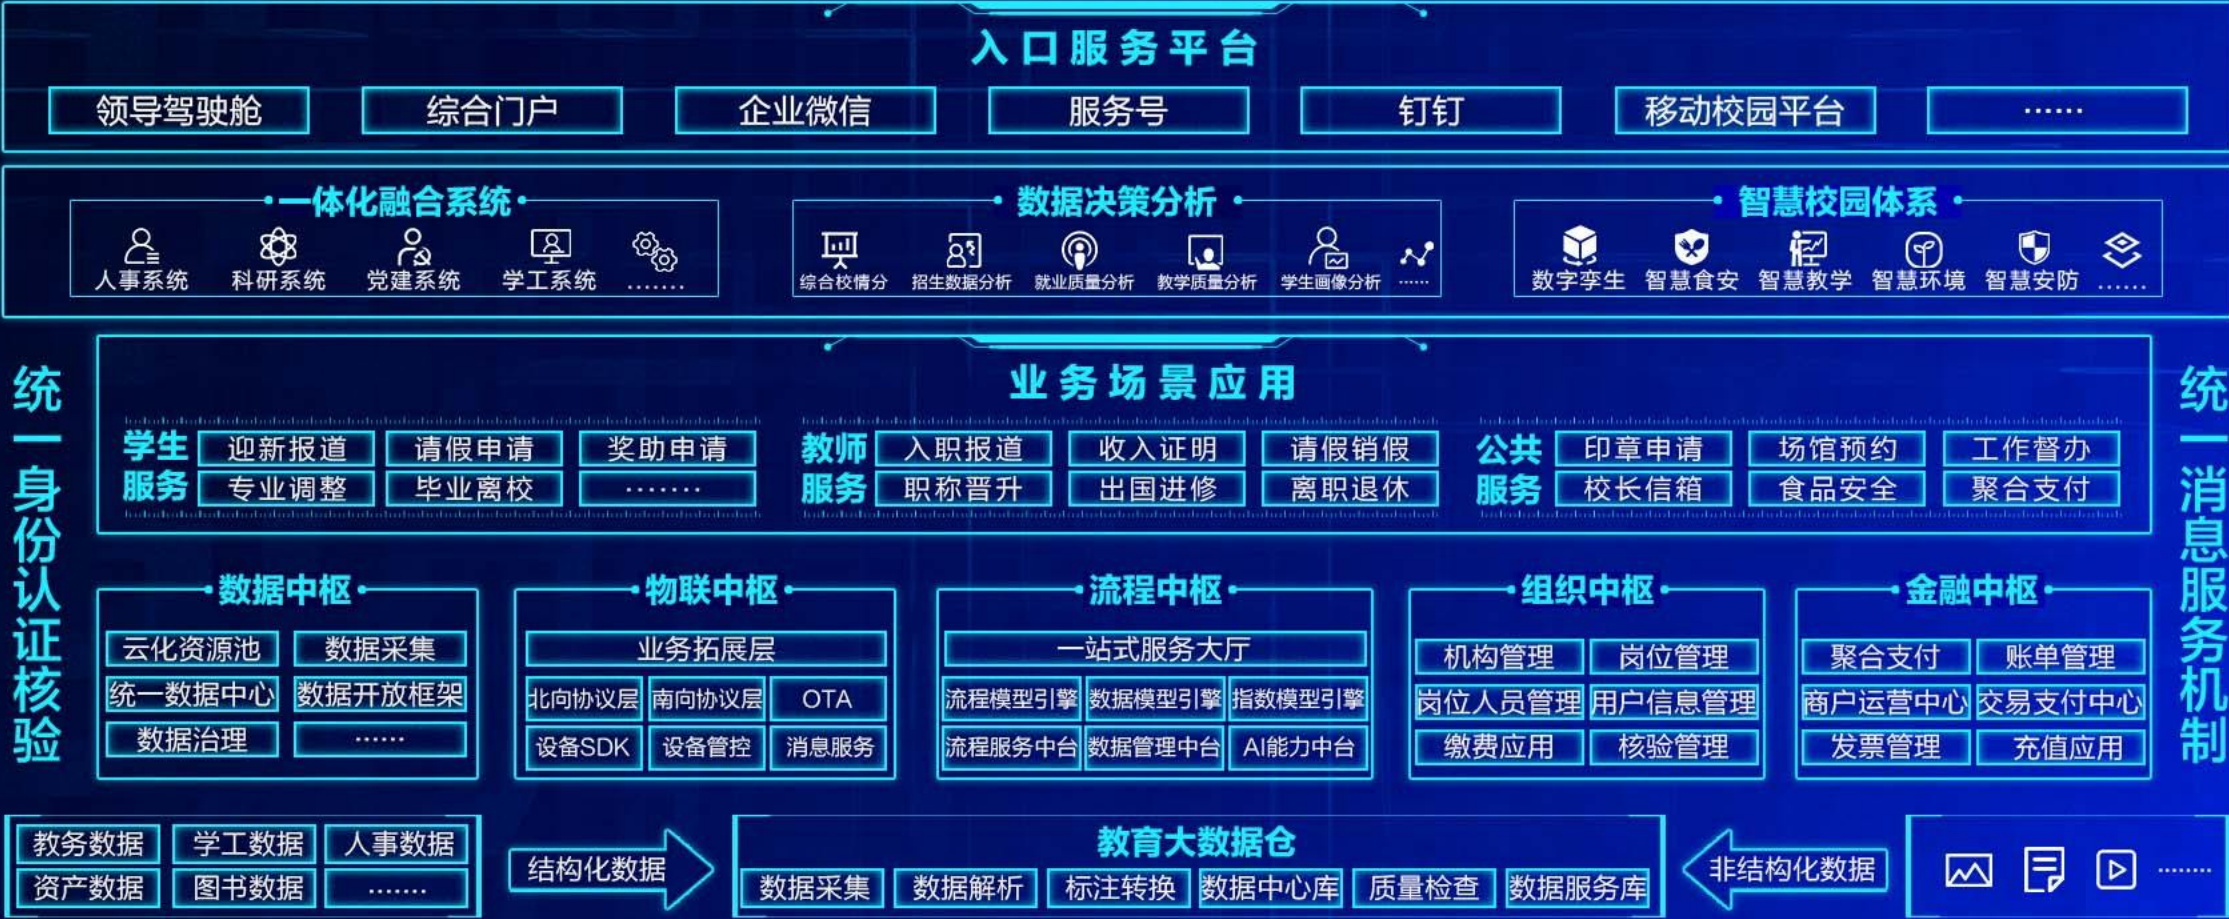 入口服务平台
领导驾驶舱 综合门户 企业微信 服务号 钉钉 移动校园平台 ······
一体化融合系统
人事系统 科研系统 党建系统 学工系统 .......
数据决策分析
综合校情分 招生数据分析 就业质量分析 教学质量分析 学生画像分析 ······
智慧校园体系
数字孪生 智慧食安 智慧教学 智慧环境 智慧安防 ......
统一身份认证核验
业务场景应用
学生服务
迎新报道 请假申请 奖助申请
专业调整 毕业离校 ·······
教师服务
入职报道 收入证明 请假销假
职称晋升 出国进修 离职退休
公共服务
印章申请 场馆预约 工作督办
校长信箱 食品安全 聚合支付
统一消息服务机制
数据中枢
云化资源池 数据采集
统一数据中心 数据开放框架
数据治理 ······
物联中枢
业务拓展层
北向协议层 南向协议层 OTA
设备SDK 设备管控 消息服务
流程中枢
一站式服务大厅
流程模型引擎 数据模型引擎 指数模型引擎
流程服务中台 数据管理中台 AI能力中台
组织中枢
机构管理 岗位管理
岗位人员管理 用户信息管理
缴费应用 核验管理
金融中枢
聚合支付 账单管理
商户运营中心 交易支付中心
发票管理 充值应用
教务数据 学工数据 人事数据
资产数据 图书数据 ·······
结构化数据
教育大数据仓
数据采集 数据解析 标注转换 数据中心库 质量检查 数据服务库
非结构化数据
·······